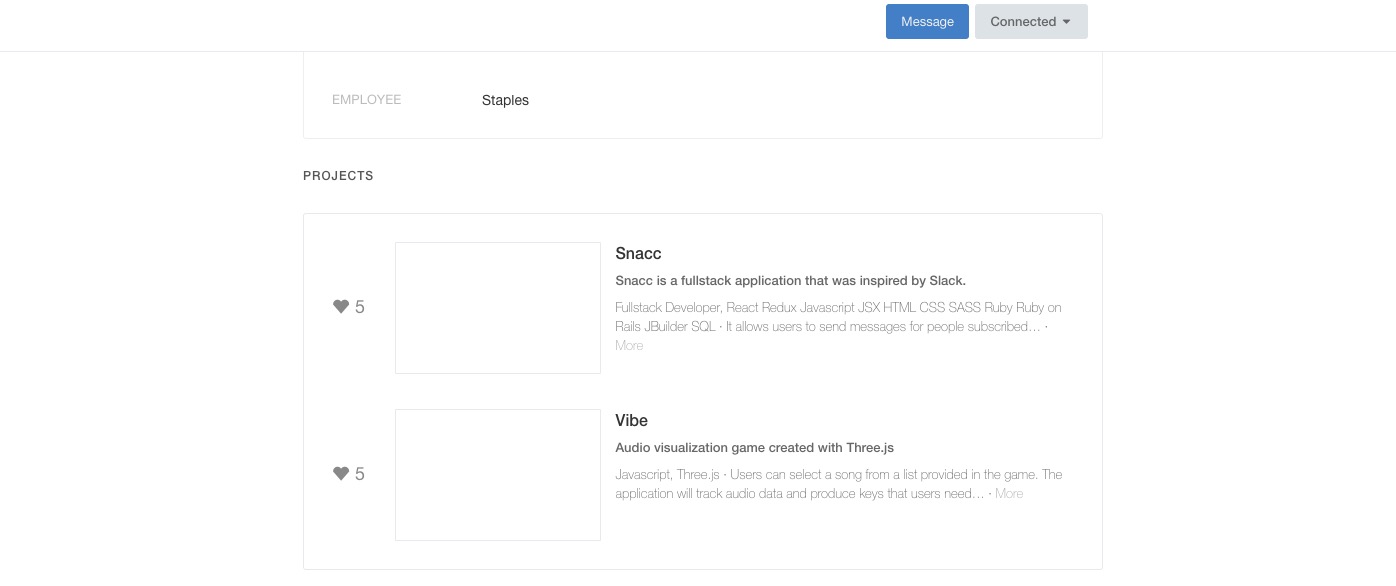 Message Connected
EMPLOYEE Staples
PROJECTS
Snacc
Snacc is a fullstack application that was inspired by Slack.
5
Fullstack Developer, React Redux Javascript JSX HTML CSS SASS Ruby Ruby on
Rails JBuilder SQL · It allows users to send messages for people subscribed… ·
More
Vibe
Audio visualization game created with Three.js
5
Javascript, Three.js · Users can select a song from a list provided in the game. The
application will track audio data and produce keys that users need… · More